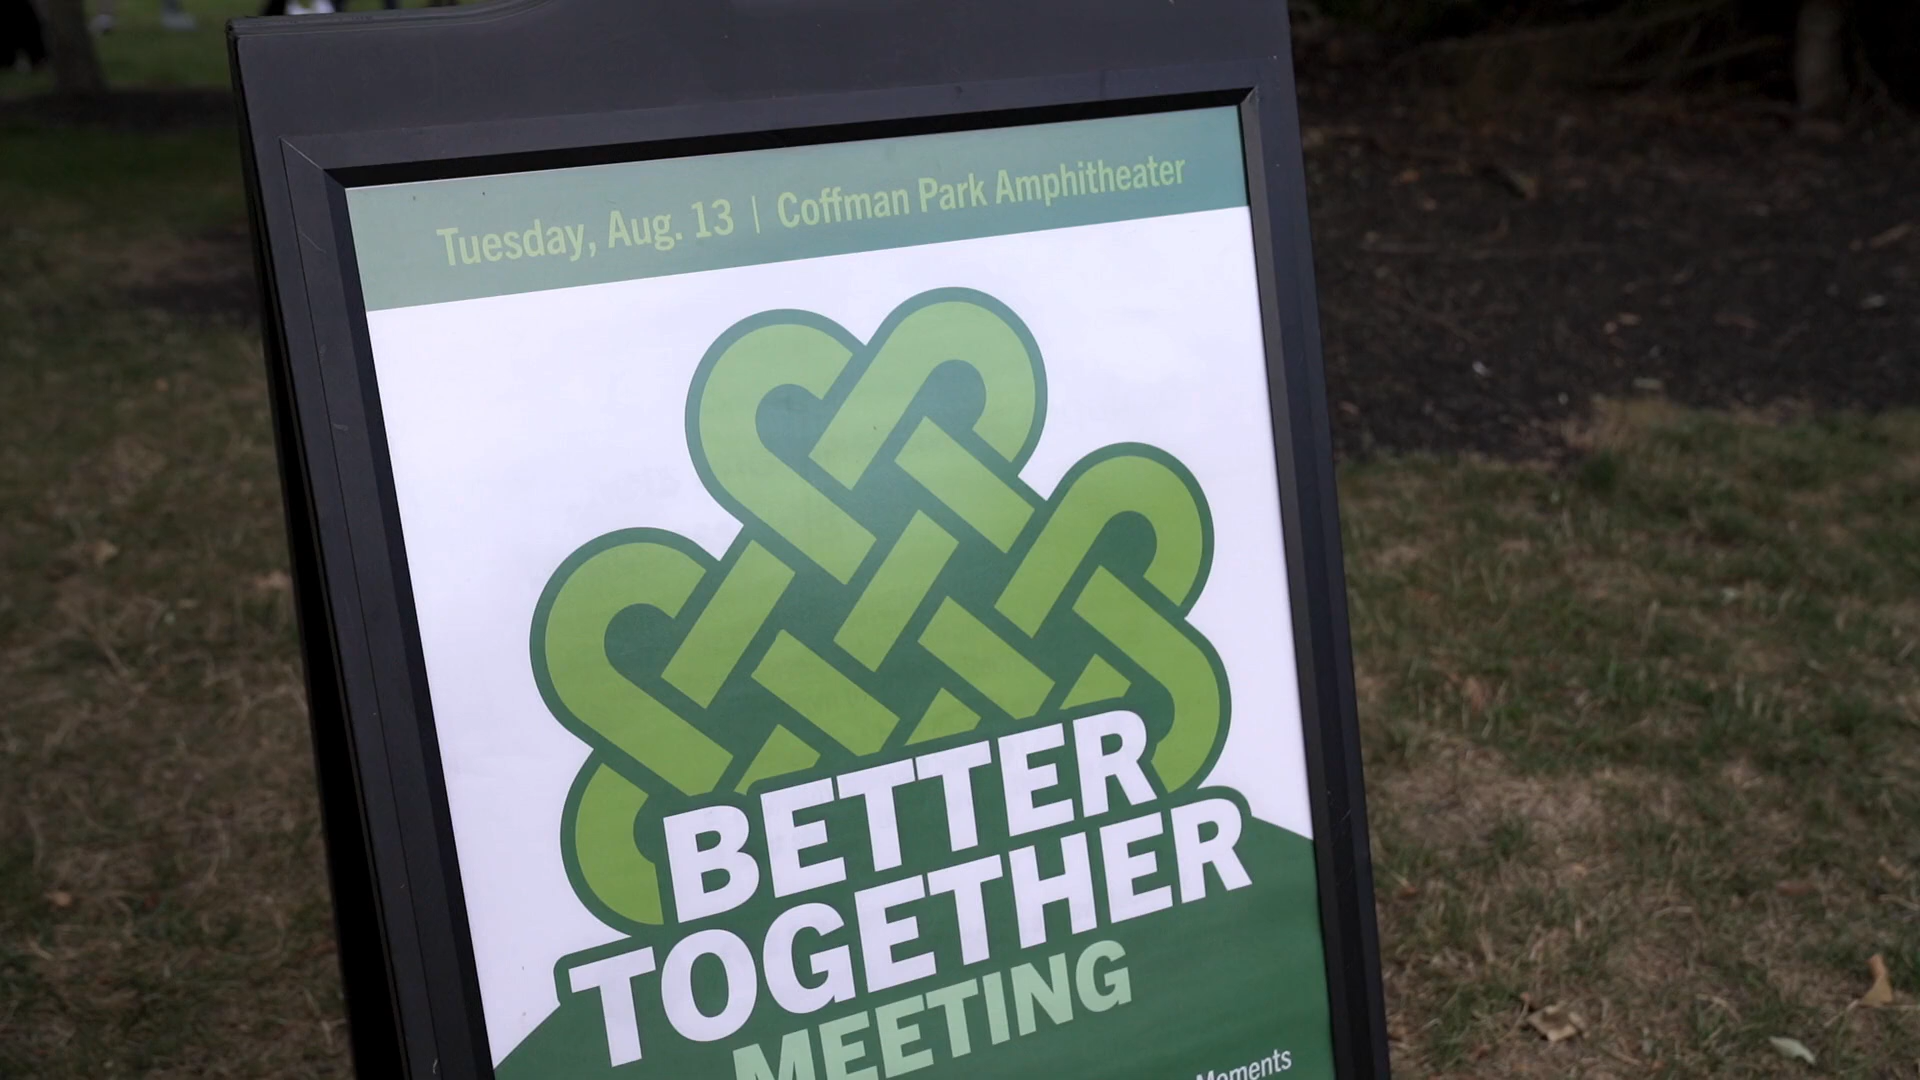 Tuesday, Aug. 13 | Coffman Park Amphitheater
BETTER
TOGETHER
MEETING
Moments